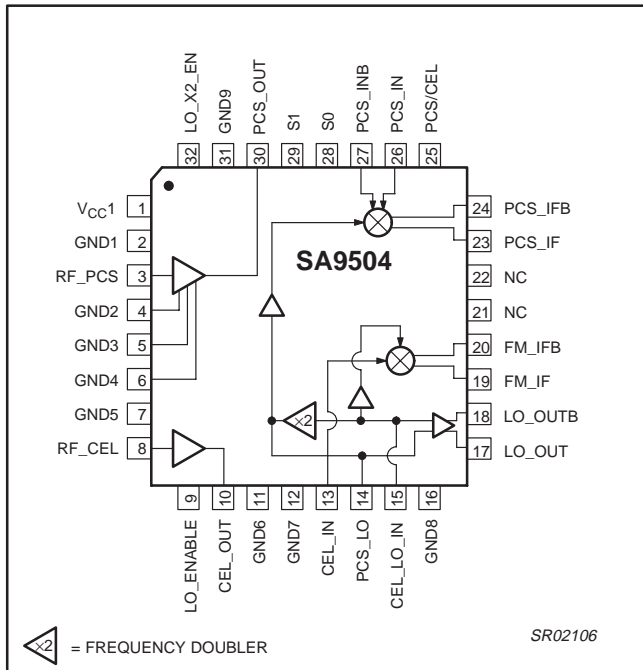 LO_X2_EN
GND9
PCS_OUT
S1
S0
PCS_INB
PCS_IN
PCS/CEL
32 31 30 29 28 27 26 25
VCC1 1
GND1 2
RF_PCS 3
GND2 4
GND3 5
GND4 6
GND5 7
RF_CEL 8
SA9504
×2
24 PCS_IFB
23 PCS_IF
22 NC
21 NC
20 FM_IFB
19 FM_IF
18 LO_OUTB
17 LO_OUT
9 10 11 12 13 14 15 16
LO_ENABLE
CEL_OUT
GND6
GND7
CEL_IN
PCS_LO
CEL_LO_IN
GND8
×2 = FREQUENCY DOUBLER
SR02106